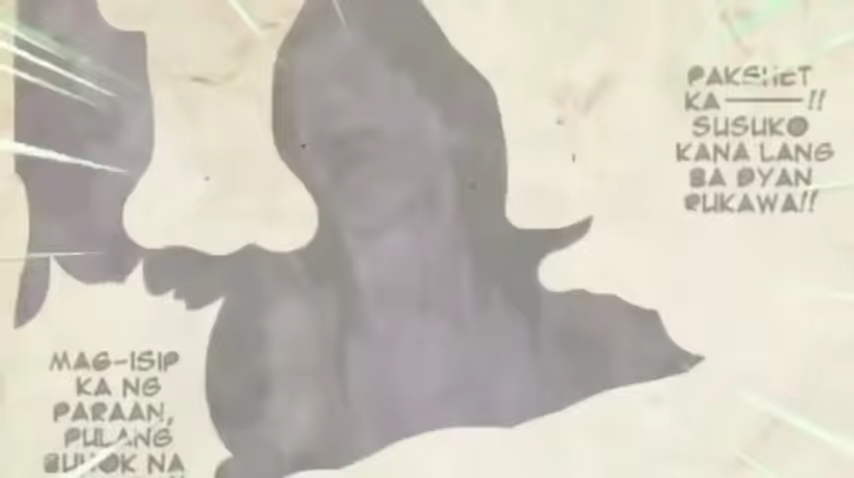 PAKSHET
KA ———!!
SUSUKO
KANA LANG
BA DYAN
RUKAWA!!
MAG-ISIP
KA NG
PARAAN,
PULANG
BUHOK NA